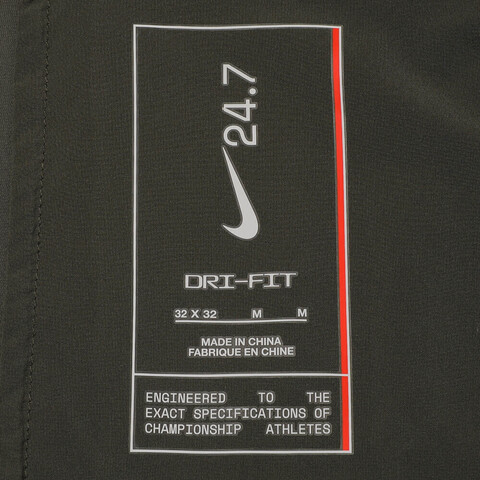 24.7
DRI-FIT
32 X 32 M M
MADE IN CHINA
FABRIQUE EN CHINE
ENGINEERED TO THE
EXACT SPECIFICATIONS OF
CHAMPIONSHIP ATHLETES